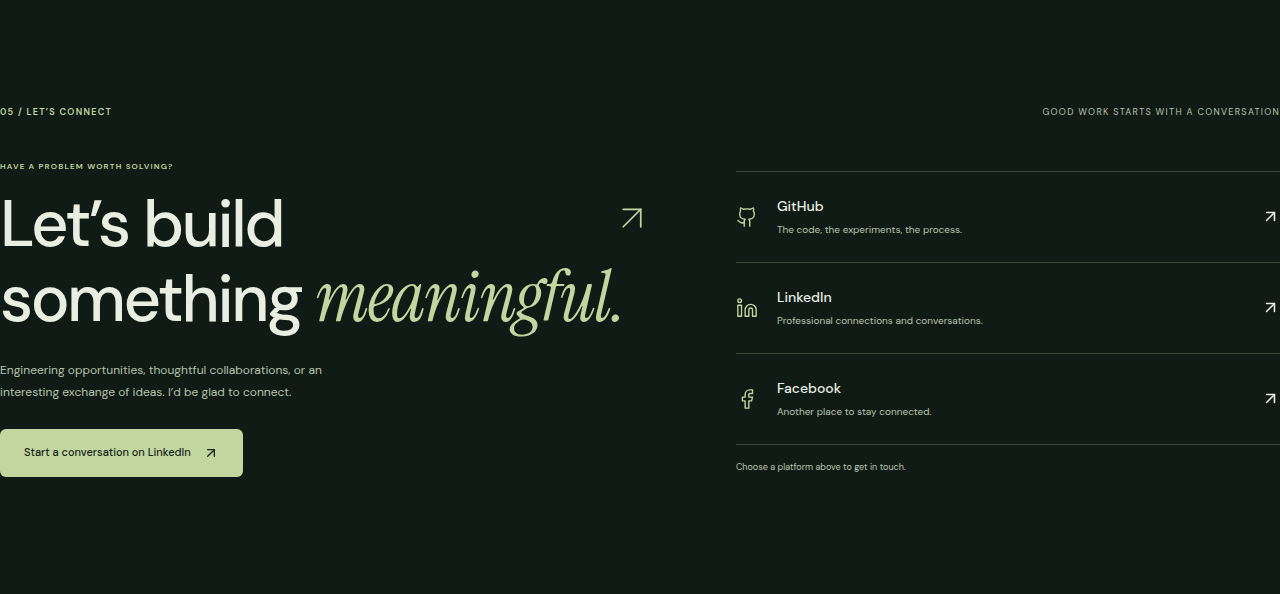 05 / LET’S CONNECT
GOOD WORK STARTS WITH A CONVERSATION
HAVE A PROBLEM WORTH SOLVING?
Let’s build
something meaningful.
Engineering opportunities, thoughtful collaborations, or an
interesting exchange of ideas. I’d be glad to connect.
Start a conversation on LinkedIn
GitHub
The code, the experiments, the process.
LinkedIn
Professional connections and conversations.
Facebook
Another place to stay connected.
Choose a platform above to get in touch.